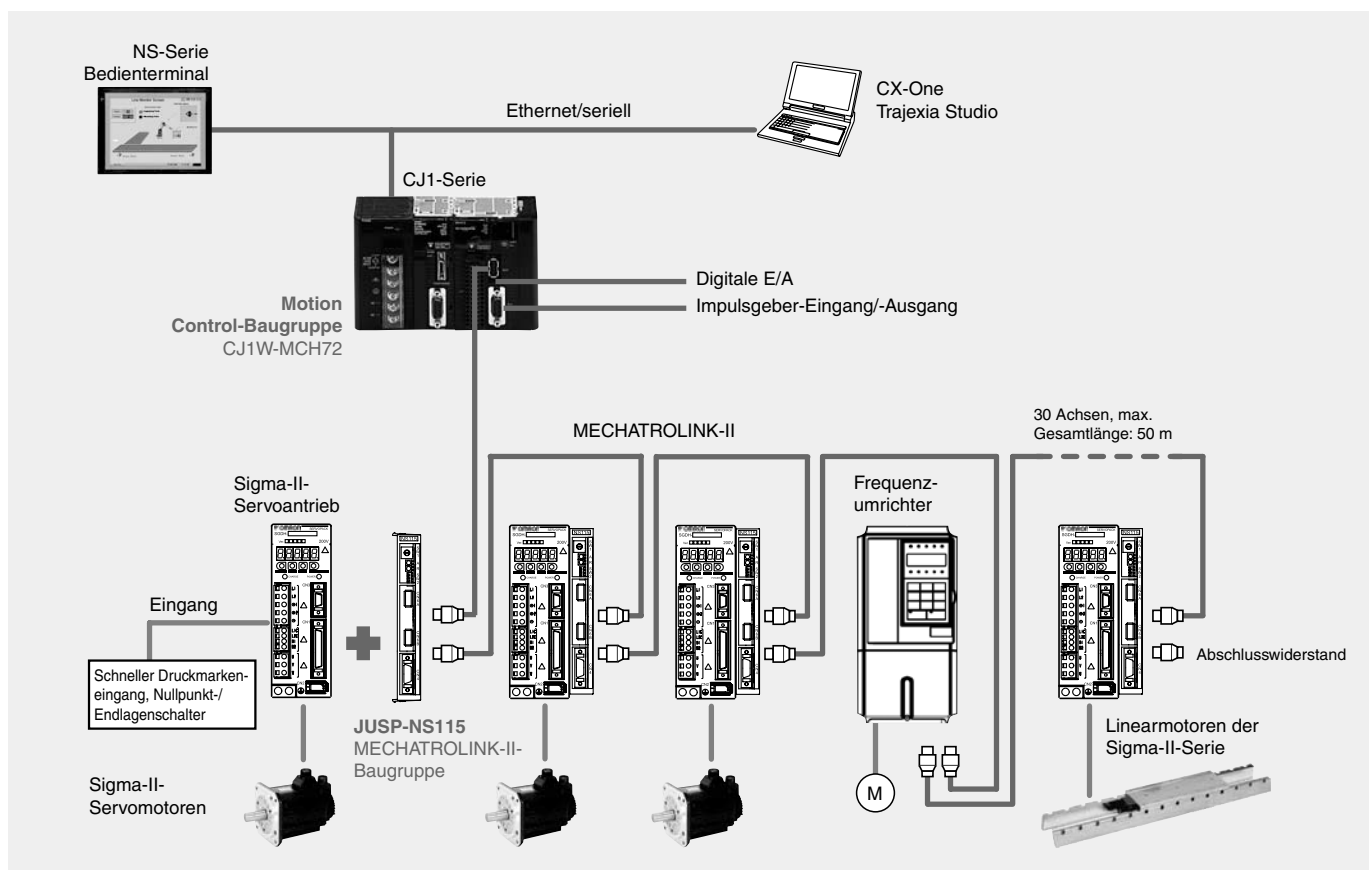 NS-Serie
Bedienterminal
Ethernet/seriell
CX-One
Trajexia Studio
CJ1-Serie
Digitale E/A
Impulsgeber-Eingang/-Ausgang
Motion
Control-Baugruppe
CJ1W-MCH72
MECHATROLINK-II
30 Achsen, max.
Gesamtlänge: 50 m
Sigma-II-
Servoantrieb
Frequenz-
umrichter
Eingang
Schneller Druckmarken-
eingang, Nullpunkt-/
Endlagenschalter
Abschlusswiderstand
JUSP-NS115
MECHATROLINK-II-
Baugruppe
Linearmotoren der
Sigma-II-Serie
Sigma-II-
Servomotoren
M